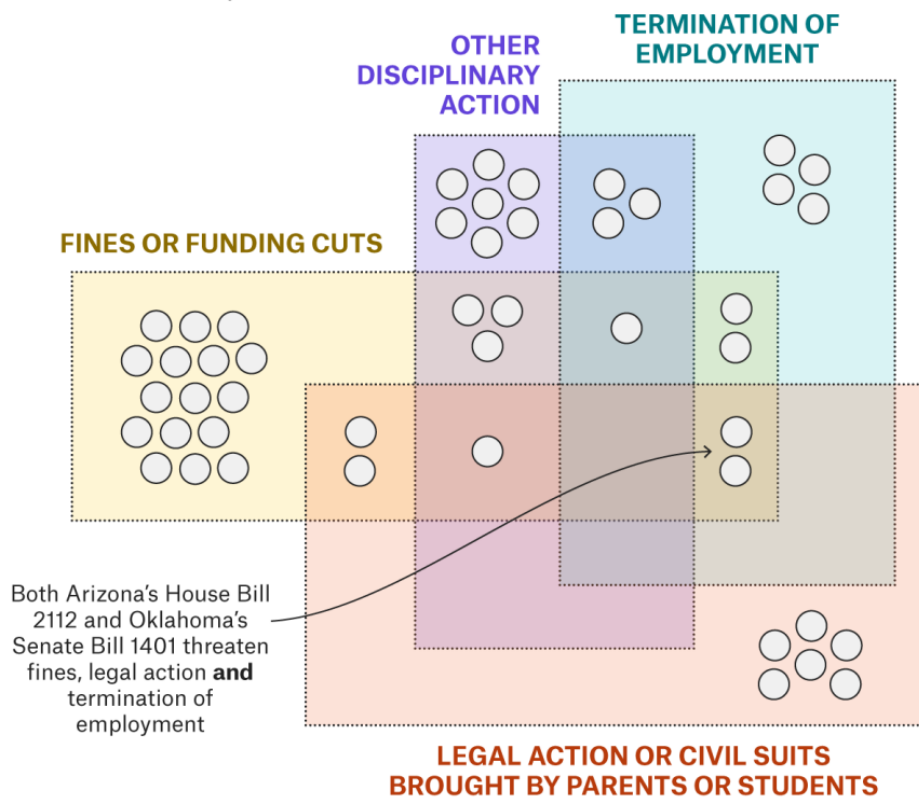 TERMINATION OF
EMPLOYMENT
OTHER
DISCIPLINARY
ACTION
FINES OR FUNDING CUTS
Both Arizona’s House Bill
2112 and Oklahoma’s
Senate Bill 1401 threaten
fines, legal action and
termination of
employment
LEGAL ACTION OR CIVIL SUITS
BROUGHT BY PARENTS OR STUDENTS